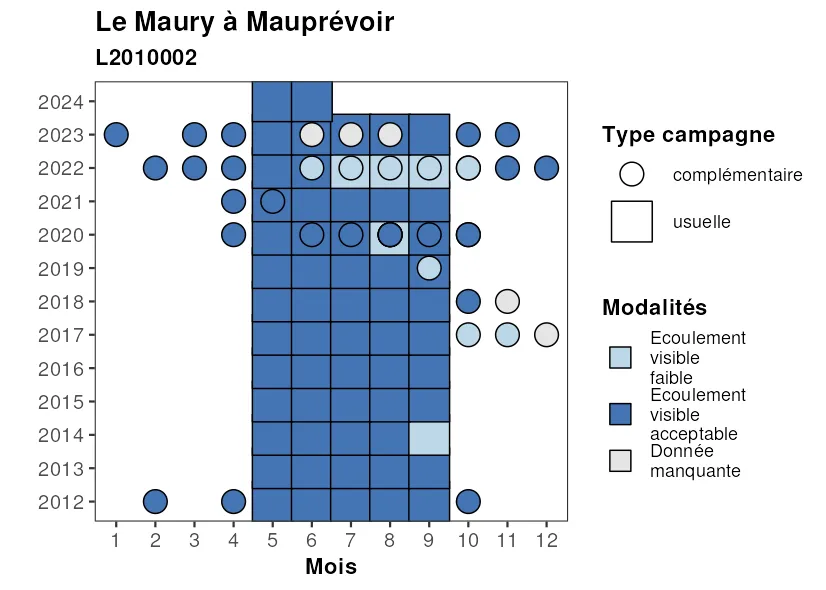 Le Maury à Mauprévoir
L2010002
2024
2023
2022
2021
2020
2019
2018
2017
2016
2015
2014
2013
2012
1 2 3 4 5 6 7 8 9 10 11 12
Mois
Type campagne
complémentaire
usuelle
Modalités
Ecoulement
visible
faible
Ecoulement
visible
acceptable
Donnée
manquante